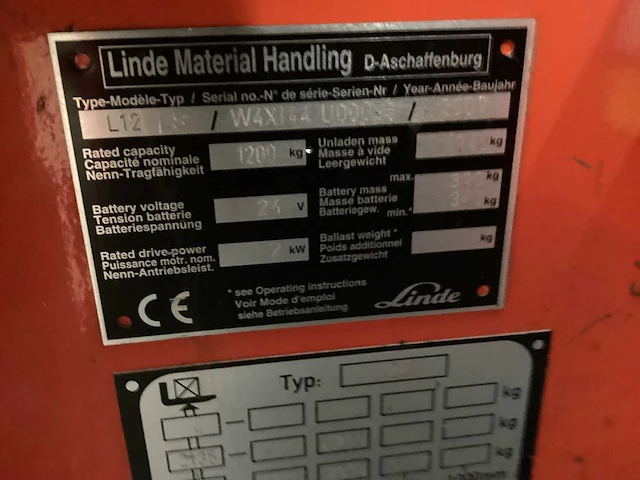 Linde Material Handling D-Aschaffenburg
Type-Modèle-Typ / Serial no.-N° de série-Serien-Nr / Year-Année-Baujahr
L12 / /
Rated capacity
Capacité nominale
Nenn-Tragfähigkeit
1200 kg
Unladen mass
Masse à vide
Leergewicht
kg
Battery voltage
Tension batterie
Batteriespannung
24 V
max. kg
Battery mass
Masse batterie
Batteriegew. min.* kg
Rated drive-power
Puissance motr. nom.
Nenn-Antriebsleist.
2 kW
Ballast weight *
Poids additionnel
Zusatzgewicht
kg
CE
* see Operating instructions
Voir Mode d'emploi
siehe Betriebsanleitung
Linde
Typ:
kg
kg